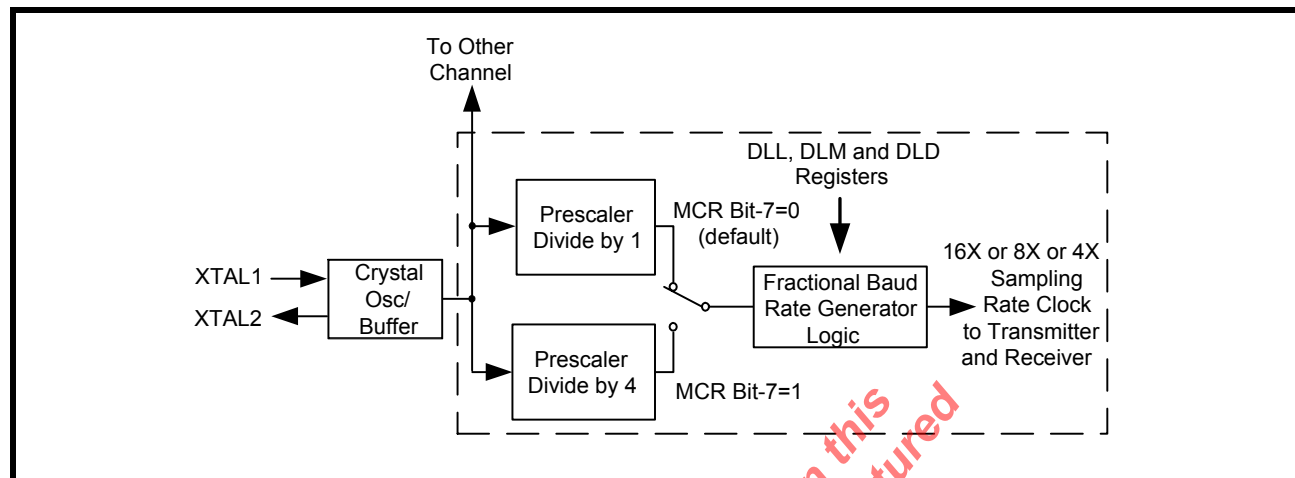 To Other
Channel
DLL, DLM and DLD
Registers
Prescaler
Divide by 1
MCR Bit-7=0
(default)
XTAL1
XTAL2
Crystal
Osc/
Buffer
Fractional Baud
Rate Generator
Logic
16X or 8X or 4X
Sampling
Rate Clock
to Transmitter
and Receiver
Prescaler
Divide by 4
MCR Bit-7=1
this